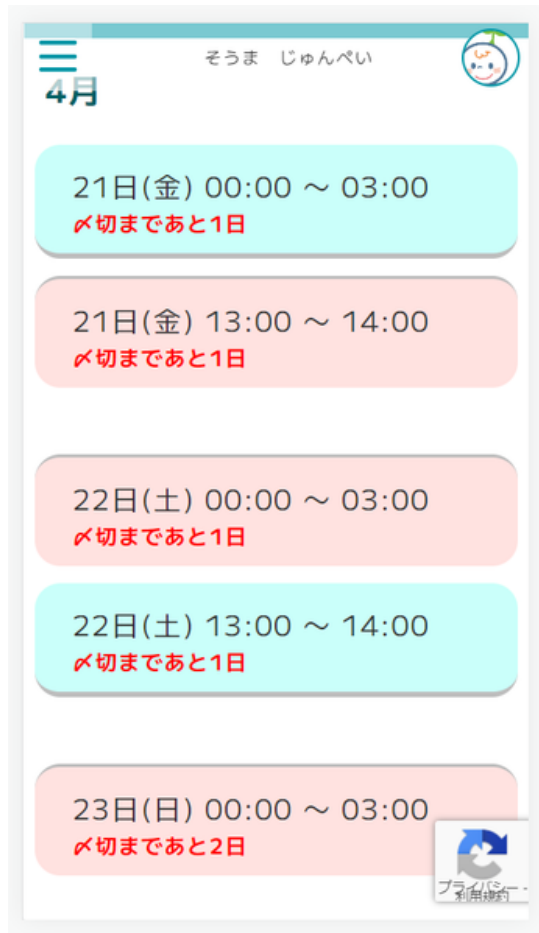 そうま じゅんぺい
4月
21日(金) 00:00 ～ 03:00
〆切まであと1日
21日(金) 13:00 ～ 14:00
〆切まであと1日
22日(土) 00:00 ～ 03:00
〆切まであと1日
22日(土) 13:00 ～ 14:00
〆切まであと1日
23日(日) 00:00 ～ 03:00
〆切まであと2日
プライバシー -
利用規約